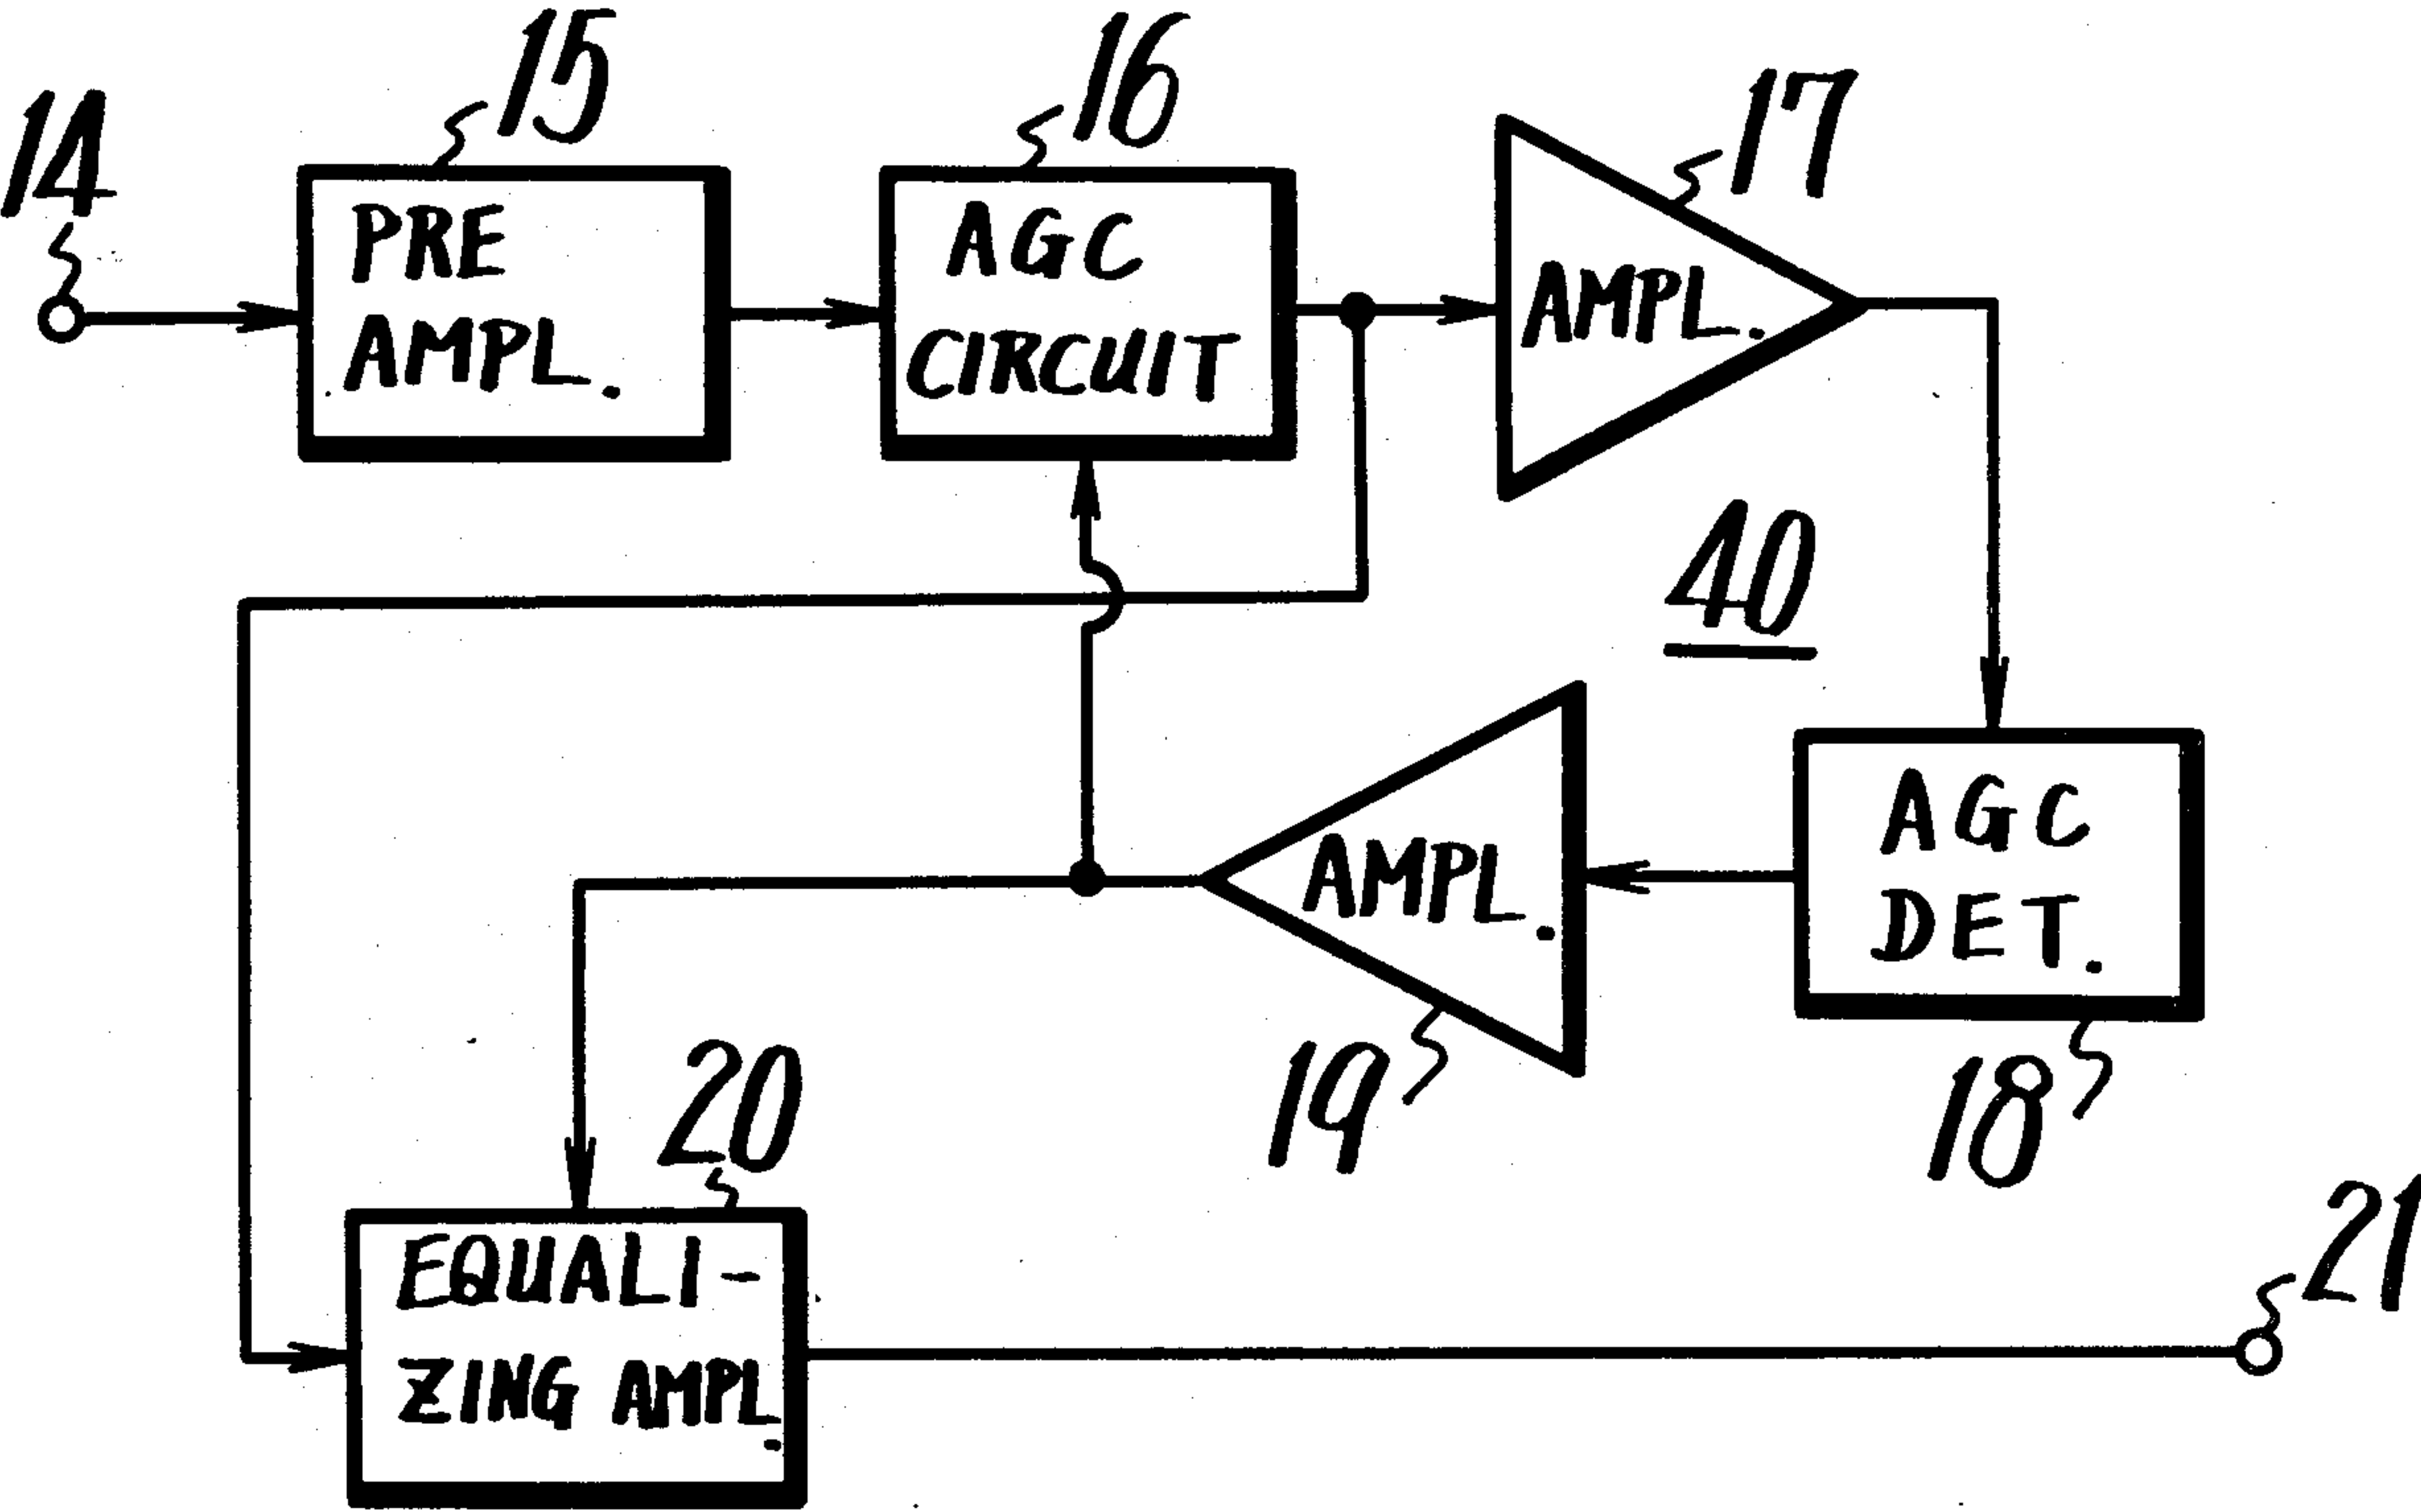 14
15
16
17
PRE
AMPL.
AGC
CIRCUIT
AMPL.
40
AMPL.
AGC
DET.
19
18
20
21
EQUALI-
ZING AMPL.